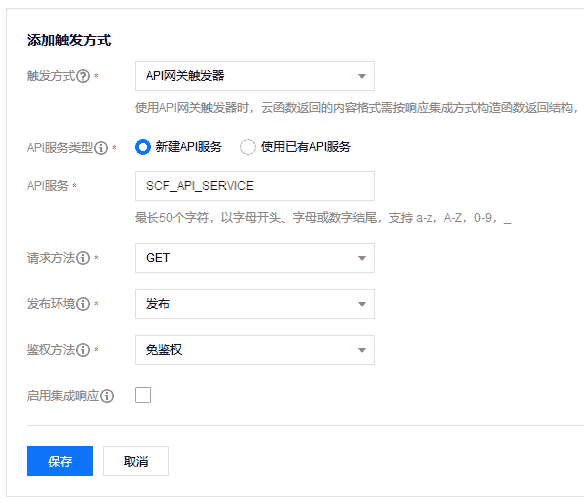 添加触发方式
触发方式 *
API网关触发器
使用API网关触发器时，云函数返回的内容格式需按响应集成方式构造函数返回结构，
API服务类型 *
新建API服务
使用已有API服务
API服务 *
SCF_API_SERVICE
最长50个字符，以字母开头、字母或数字结尾，支持 a-z，A-Z，0-9，_
请求方法 *
GET
发布环境 *
发布
鉴权方法 *
免鉴权
启用集成响应
保存
取消